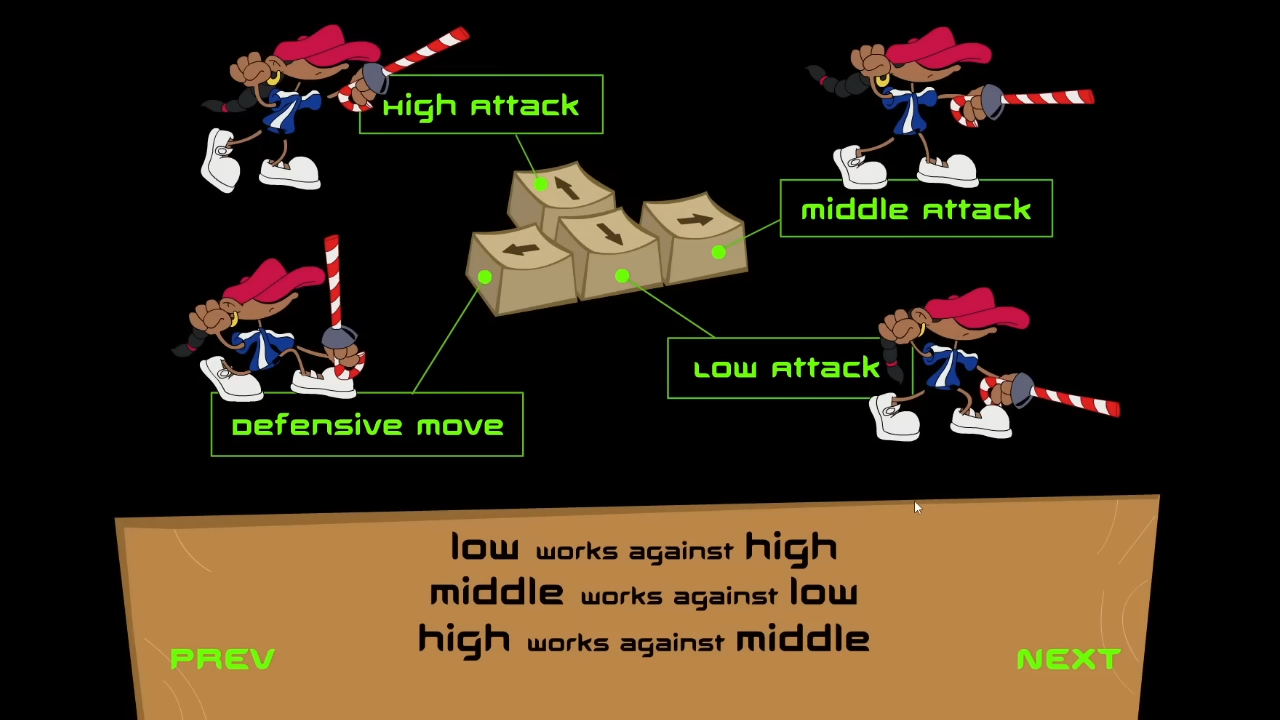 High Attack
Middle Attack
Low Attack
Defensive Move
low works against high
middle works against low
high works against middle
PREV
NEXT